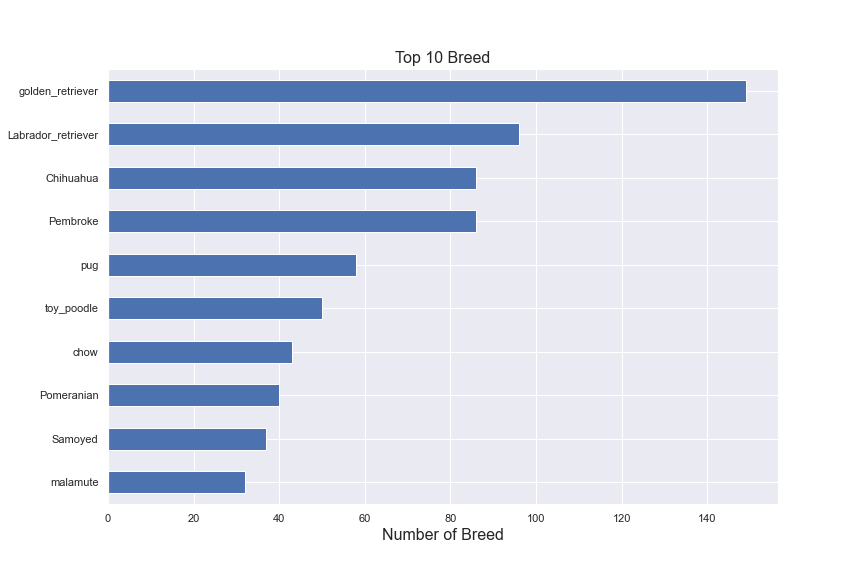 Top 10 Breed
golden_retriever
Labrador_retriever
Chihuahua
Pembroke
pug
toy_poodle
chow
Pomeranian
Samoyed
malamute
0 20 40 60 80 100 120 140
Number of Breed